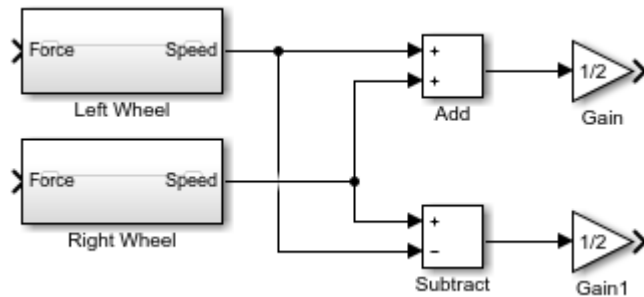 Force Speed
Left Wheel
+
+
Add
1/2
Gain
Force Speed
Right Wheel
+
−
Subtract
1/2
Gain1